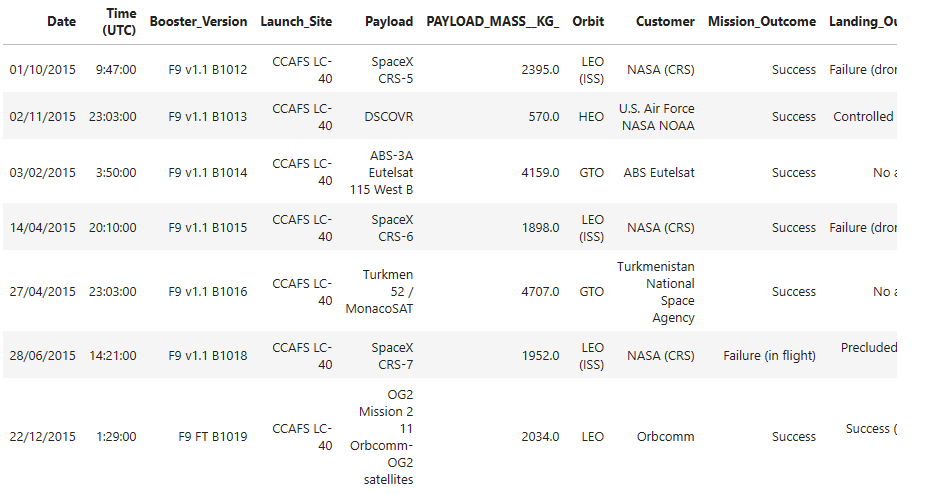 Date Time (UTC) Booster_Version Launch_Site Payload PAYLOAD_MASS__KG_ Orbit Customer Mission_Outcome
01/10/2015 9:47:00 F9 v1.1 B1012 CCAFS LC-40 SpaceX CRS-5 2395.0 LEO (ISS) NASA (CRS) Success Failure
02/11/2015 23:03:00 F9 v1.1 B1013 CCAFS LC-40 DSCOVR 570.0 HEO U.S. Air Force NASA NOAA Success Controlled
03/02/2015 3:50:00 F9 v1.1 B1014 CCAFS LC-40 ABS-3A Eutelsat 115 West B 4159.0 GTO ABS Eutelsat Success No
14/04/2015 20:10:00 F9 v1.1 B1015 CCAFS LC-40 SpaceX CRS-6 1898.0 LEO (ISS) NASA (CRS) Success Failure
27/04/2015 23:03:00 F9 v1.1 B1016 CCAFS LC-40 Turkmen 52 / MonacoSAT 4707.0 GTO Turkmenistan National Space Agency Success No
28/06/2015 14:21:00 F9 v1.1 B1018 CCAFS LC-40 SpaceX CRS-7 1952.0 LEO (ISS) NASA (CRS) Failure (in flight) Precluded
22/12/2015 1:29:00 F9 FT B1019 CCAFS LC-40 OG2 Mission 2 11 Orbcomm-OG2 satellites 2034.0 LEO Orbcomm Success Success